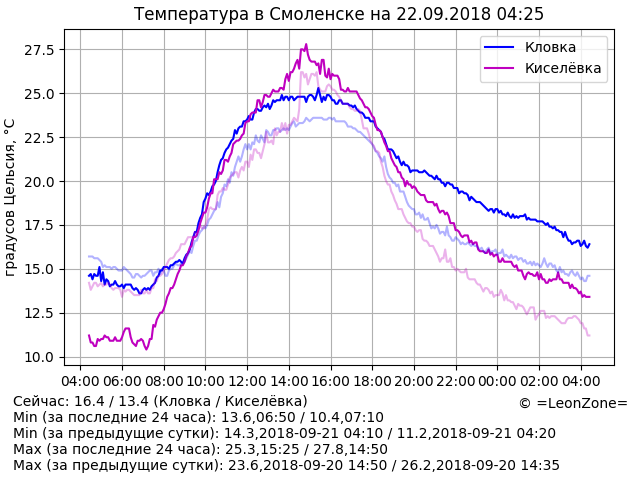 Температура в Смоленске на 22.09.2018 04:25
градусов Цельсия, °C
27.5
25.0
22.5
20.0
17.5
15.0
12.5
10.0
Кловка
Киселёвка
04:00 06:00 08:00 10:00 12:00 14:00 16:00 18:00 20:00 22:00 00:00 02:00 04:00
Сейчас: 16.4 / 13.4 (Кловка / Киселёвка)
© =LeonZone=
Min (за последние 24 часа): 13.6,06:50 / 10.4,07:10
Min (за предыдущие сутки): 14.3,2018-09-21 04:10 / 11.2,2018-09-21 04:20
Max (за последние 24 часа): 25.3,15:25 / 27.8,14:50
Max (за предыдущие сутки): 23.6,2018-09-20 14:50 / 26.2,2018-09-20 14:35